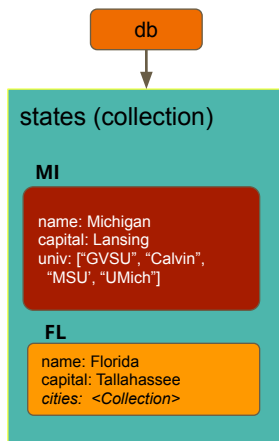 db
states (collection)
MI
name: Michigan
capital: Lansing
univ: [“GVSU”, “Calvin”,
“MSU’, “UMich”]
FL
name: Florida
capital: Tallahassee
cities: <Collection>